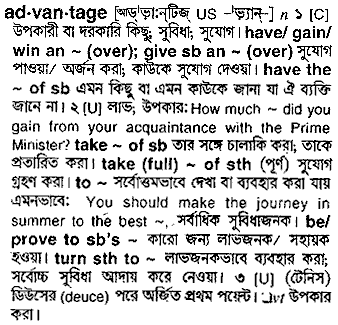 ad·van·tage [অ্যড্‌'ভা:ন্‌টিজ্ US –'ভ্যান্–] n ১ [C]
উপকারী বা দরকারি কিছু; সুবিধা; সুযোগ। have/ gain/
win an ~ (over); give sb an ~ (over) সুযোগ
পাওয়া/ অর্জন করা; কাউকে সুযোগ দেওয়া। have the
~ of sb এমন কিছু বা এমন কাউকে জানা যা ঐ ব্যক্তি
জানে না। ২ [U] লাভ; উপকার: How much ~ did you
gain from your acquaintance with the Prime
Minister? take ~ of sb তার সঙ্গে চালাকি করা; তাকে
প্রতারিত করা। take (full) ~ of sth (পূর্ণ) সুযোগ
গ্রহণ করা। to ~ সর্বোত্তমভাবে দেখা বা ব্যবহার করা যায়
এমনভাবে: You should make the journey in
summer to the best ~, সর্বাধিক সুবিধাজনক। be/
prove to sb's ~ কারো জন্য লাভজনক/ সহায়ক
হওয়া। turn sth to ~ লাভজনকভাবে ব্যবহার করা;
সর্বোচ্চ সুবিধা আদায় করে নেওয়া। ৩ [U] (টেনিস)
ডিউসের (deuce) পরে অর্জিত প্রথম পয়েন্ট। উপকার
করা।